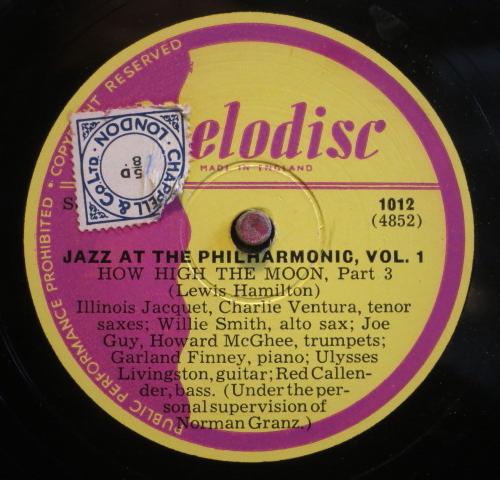 COPYRIGHT RESERVED
PUBLIC PERFORMANCE PROHIBITED
elodisc
MADE IN ENGLAND
CHAPPELL & CO. LTD.
LONDON
S
1012
(4852)
JAZZ AT THE PHILHARMONIC, VOL. 1
HOW HIGH THE MOON, Part 3
(Lewis Hamilton)
Illinois Jacquet, Charlie Ventura, tenor
saxes; Willie Smith, alto sax; Joe
Guy, Howard McGhee, trumpets;
Garland Finney, piano; Ulysses
Livingston, guitar; Red Callen-
der, bass. (Under the per-
sonal supervision of
Norman Granz.)